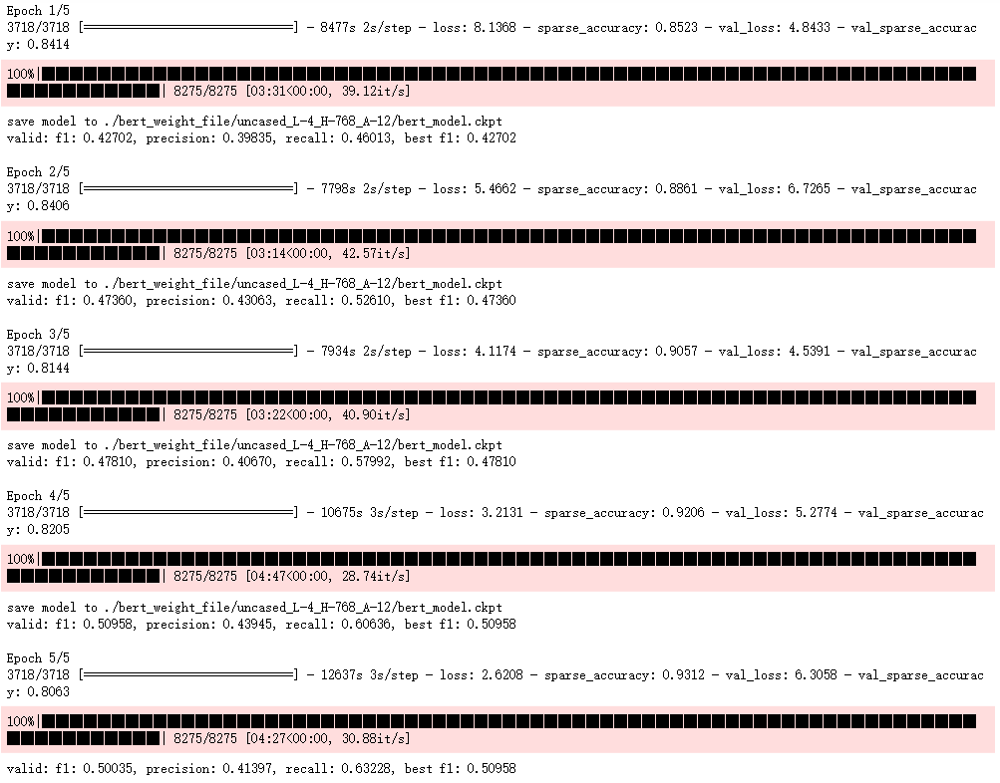 Epoch 1/5
3718/3718 [==============================] - 8477s 2s/step - loss: 8.1368 - sparse_accuracy: 0.8523 - val_loss: 4.8433 - val_sparse_accurac
y: 0.8414
100%|██████████████████████████████████████████████████████████████████
███████████| 8275/8275 [03:31<00:00, 39.12it/s]
save model to ./bert_weight_file/uncased_L-4_H-768_A-12/bert_model.ckpt
valid: f1: 0.42702, precision: 0.39835, recall: 0.46013, best f1: 0.42702
Epoch 2/5
3718/3718 [==============================] - 7798s 2s/step - loss: 5.4662 - sparse_accuracy: 0.8861 - val_loss: 6.7265 - val_sparse_accurac
y: 0.8406
100%|██████████████████████████████████████████████████████████████████
███████████| 8275/8275 [03:14<00:00, 42.57it/s]
save model to ./bert_weight_file/uncased_L-4_H-768_A-12/bert_model.ckpt
valid: f1: 0.47360, precision: 0.43063, recall: 0.52610, best f1: 0.47360
Epoch 3/5
3718/3718 [==============================] - 7934s 2s/step - loss: 4.1174 - sparse_accuracy: 0.9057 - val_loss: 4.5391 - val_sparse_accurac
y: 0.8144
100%|██████████████████████████████████████████████████████████████████
███████████| 8275/8275 [03:22<00:00, 40.90it/s]
save model to ./bert_weight_file/uncased_L-4_H-768_A-12/bert_model.ckpt
valid: f1: 0.47810, precision: 0.40670, recall: 0.57992, best f1: 0.47810
Epoch 4/5
3718/3718 [==============================] - 10675s 3s/step - loss: 3.2131 - sparse_accuracy: 0.9206 - val_loss: 5.2774 - val_sparse_accurac
y: 0.8205
100%|██████████████████████████████████████████████████████████████████
███████████| 8275/8275 [04:47<00:00, 28.74it/s]
save model to ./bert_weight_file/uncased_L-4_H-768_A-12/bert_model.ckpt
valid: f1: 0.50958, precision: 0.43945, recall: 0.60636, best f1: 0.50958
Epoch 5/5
3718/3718 [==============================] - 12637s 3s/step - loss: 2.6208 - sparse_accuracy: 0.9312 - val_loss: 6.3058 - val_sparse_accurac
y: 0.8063
100%|██████████████████████████████████████████████████████████████████
███████████| 8275/8275 [04:27<00:00, 30.88it/s]
valid: f1: 0.50035, precision: 0.41397, recall: 0.63228, best f1: 0.50958